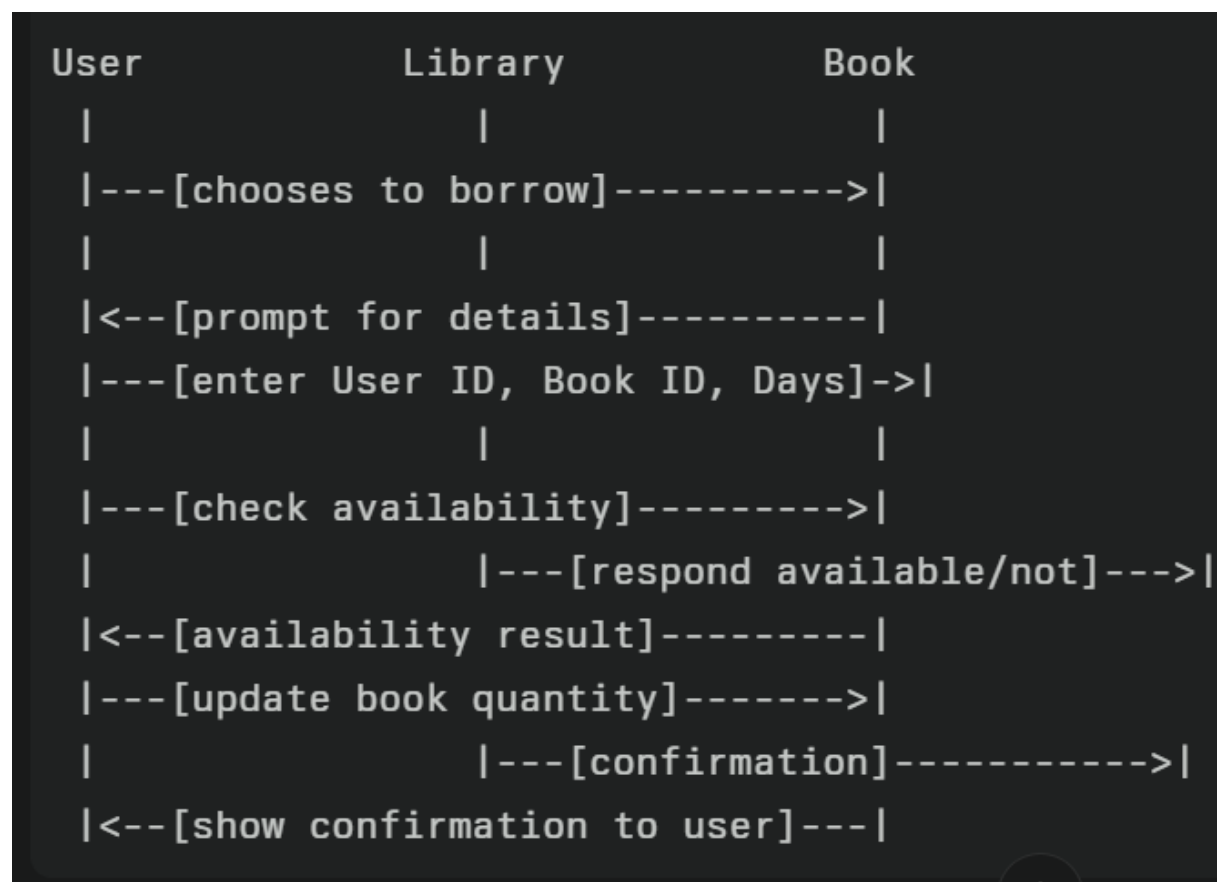 User           Library           Book
 |                |                |
 |---[chooses to borrow]---------->|
 |                |                |
 |<--[prompt for details]----------|
 |---[enter User ID, Book ID, Days]->|
 |                |                |
 |---[check availability]--------->|
 |                |---[respond available/not]--->|
 |<--[availability result]---------|
 |---[update book quantity]------->|
 |                |---[confirmation]----------->|
 |<--[show confirmation to user]---|